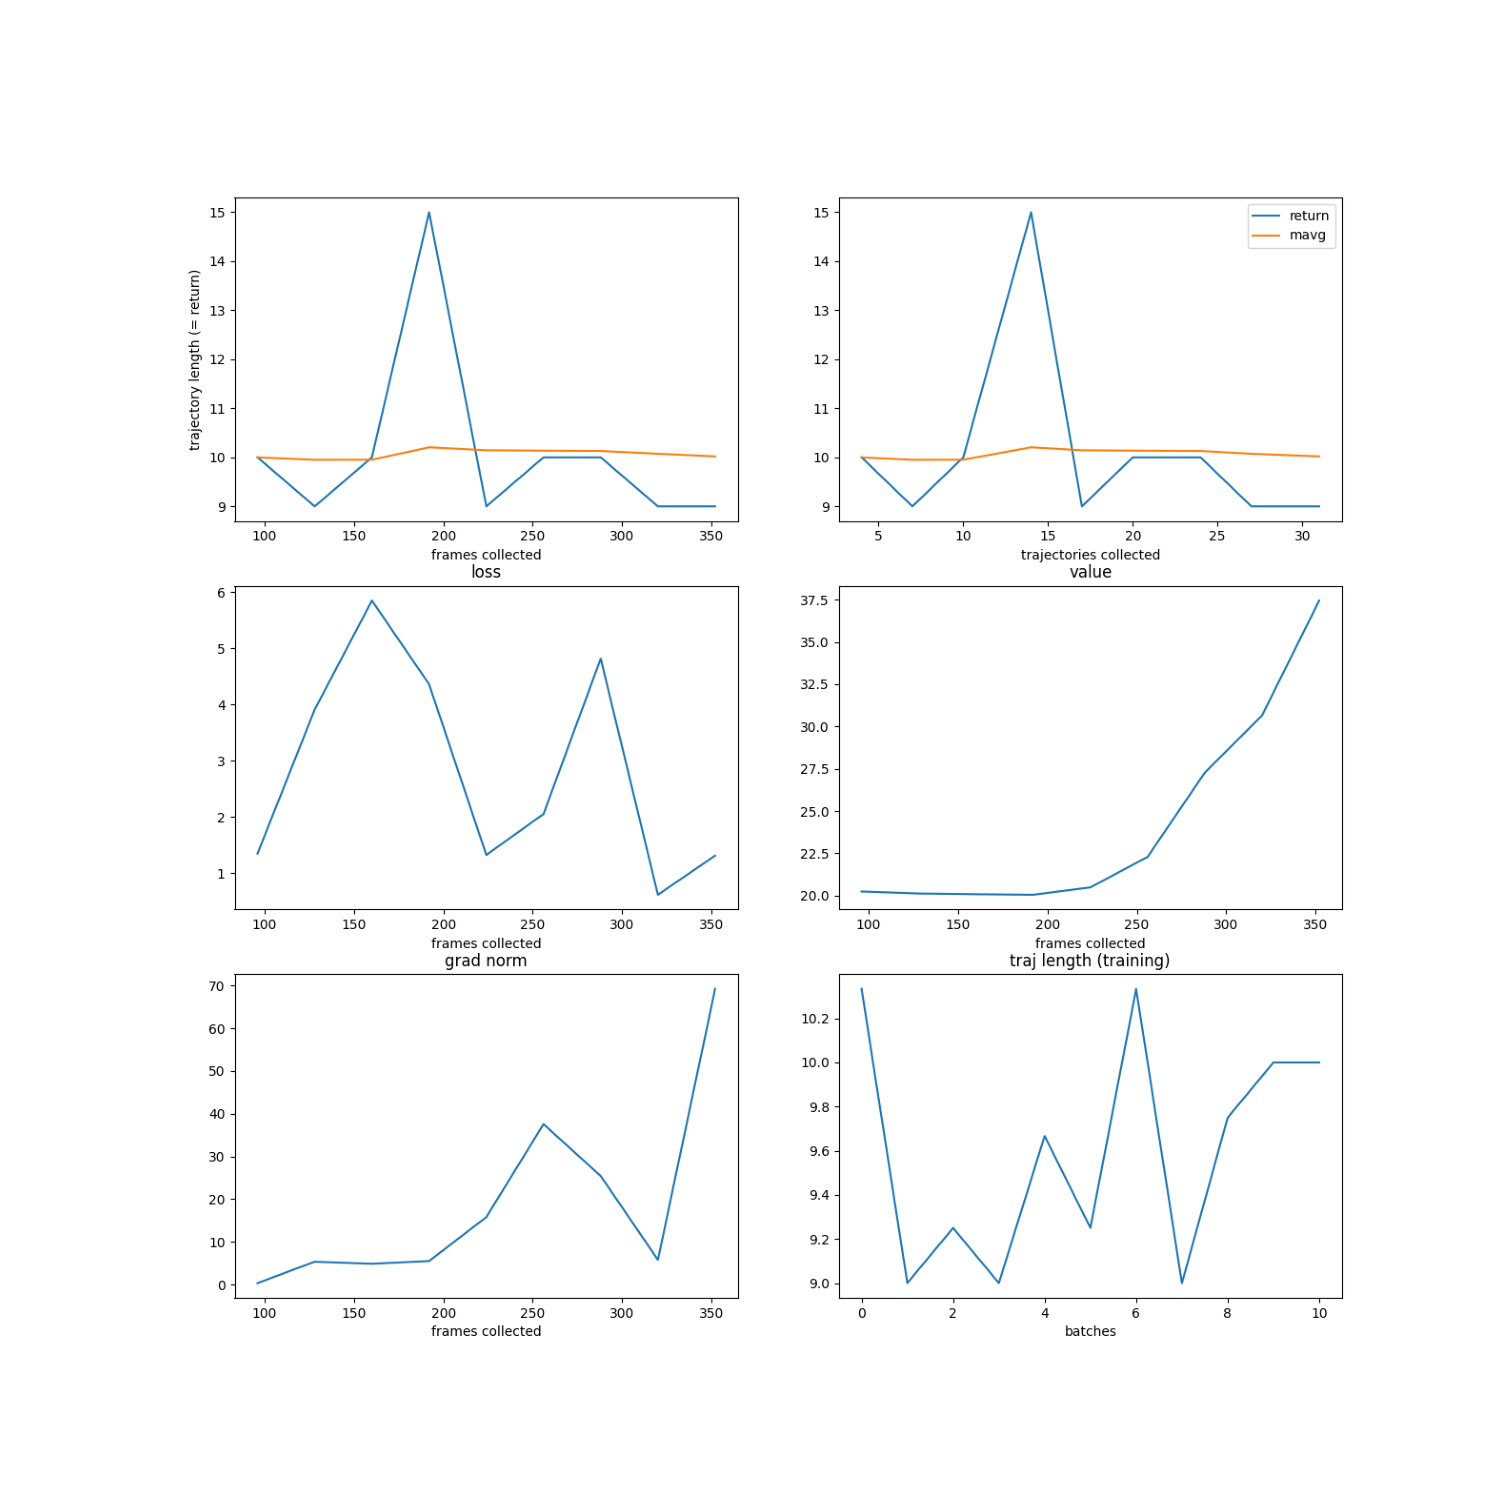 trajectory length (= return)
15
14
13
12
11
10
9
100 150 200 250 300 350
frames collected
return
mavg
15
14
13
12
11
10
9
5 10 15 20 25 30
trajectories collected
loss
6
5
4
3
2
1
100 150 200 250 300 350
frames collected
value
37.5
35.0
32.5
30.0
27.5
25.0
22.5
20.0
100 150 200 250 300 350
frames collected
grad norm
70
60
50
40
30
20
10
0
100 150 200 250 300 350
frames collected
traj length (training)
10.2
10.0
9.8
9.6
9.4
9.2
9.0
0 2 4 6 8 10
batches